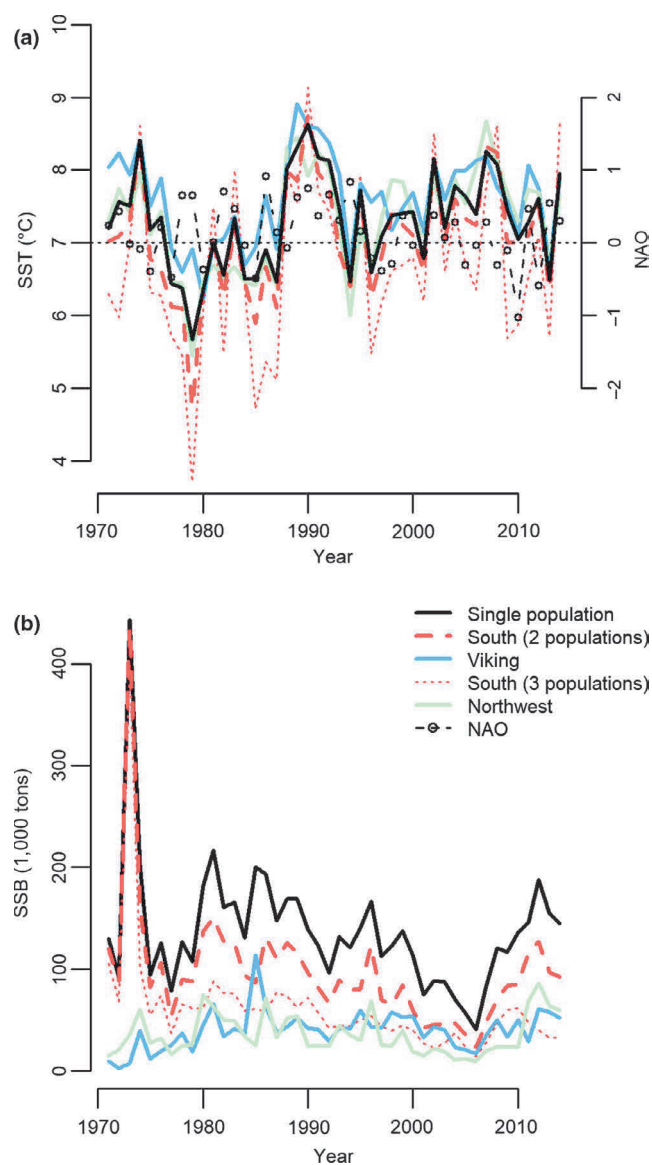 (a)
10
9
8
7
6
5
4
SST (°C)
2
1
0
−1
−2
NAO
1970
1980
1990
2000
2010
Year
(b)
Single population
South (2 populations)
Viking
South (3 populations)
Northwest
NAO
400
300
200
100
0
SSB (1,000 tons)
1970
1980
1990
2000
2010
Year